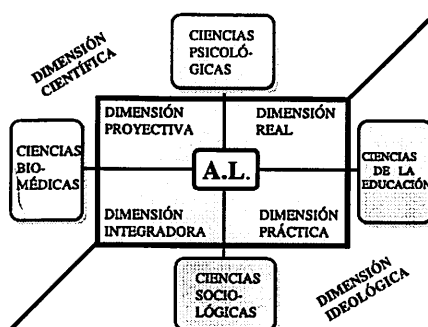 DIMENSIÓN
CIENTÍFICA
CIENCIAS
PSICOLÓ-
GICAS
DIMENSIÓN
PROYECTIVA
DIMENSIÓN
REAL
CIENCIAS
BIO-
MÉDICAS
A.L.
CIENCIAS
DE LA
EDUCACIÓN
DIMENSIÓN
INTEGRADORA
DIMENSIÓN
PRÁCTICA
CIENCIAS
SOCIO-
LÓGICAS
DIMENSIÓN
IDEOLÓGICA